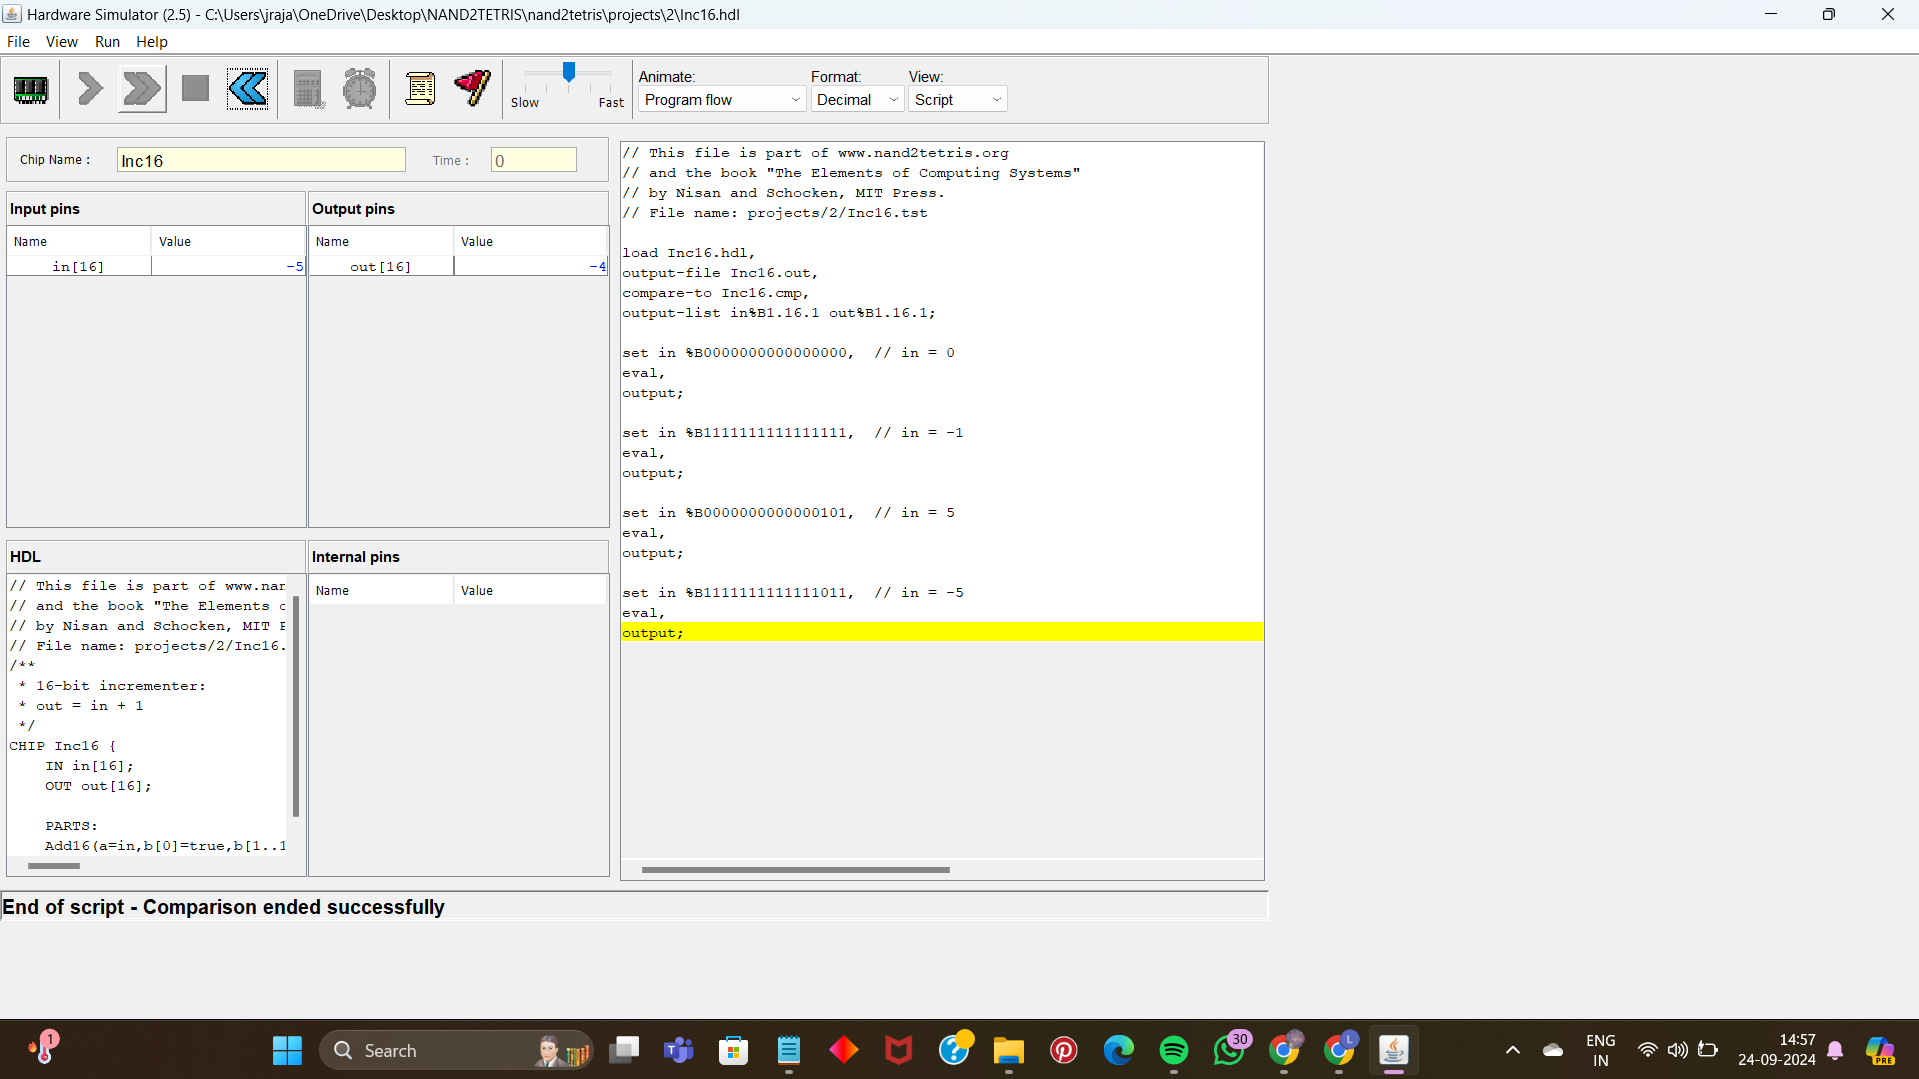 Hardware Simulator (2.5) - C:\Users\jraja\OneDrive\Desktop\NAND2TETRIS\nand2tetris\projects\2\Inc16.hdl
File View Run Help
Slow Fast
Animate: Format: View:
Program flow Decimal Script
Chip Name : Inc16 Time : 0
Input pins
Name Value
in[16] -5
Output pins
Name Value
out[16] -4
HDL
// This file is part of www.nan
// and the book "The Elements o
// by Nisan and Schocken, MIT P
// File name: projects/2/Inc16.
/**
* 16-bit incrementer:
* out = in + 1
*/
CHIP Inc16 {
IN in[16];
OUT out[16];
PARTS:
Add16(a=in,b[0]=true,b[1..1
Internal pins
Name Value
// This file is part of www.nand2tetris.org
// and the book "The Elements of Computing Systems"
// by Nisan and Schocken, MIT Press.
// File name: projects/2/Inc16.tst
load Inc16.hdl,
output-file Inc16.out,
compare-to Inc16.cmp,
output-list in%B1.16.1 out%B1.16.1;
set in %B0000000000000000,  // in = 0
eval,
output;
set in %B1111111111111111,  // in = -1
eval,
output;
set in %B0000000000000101,  // in = 5
eval,
output;
set in %B1111111111111011,  // in = -5
eval,
output;
End of script - Comparison ended successfully
1
Search
30
L
ENG
IN
14:57
24-09-2024
PRE